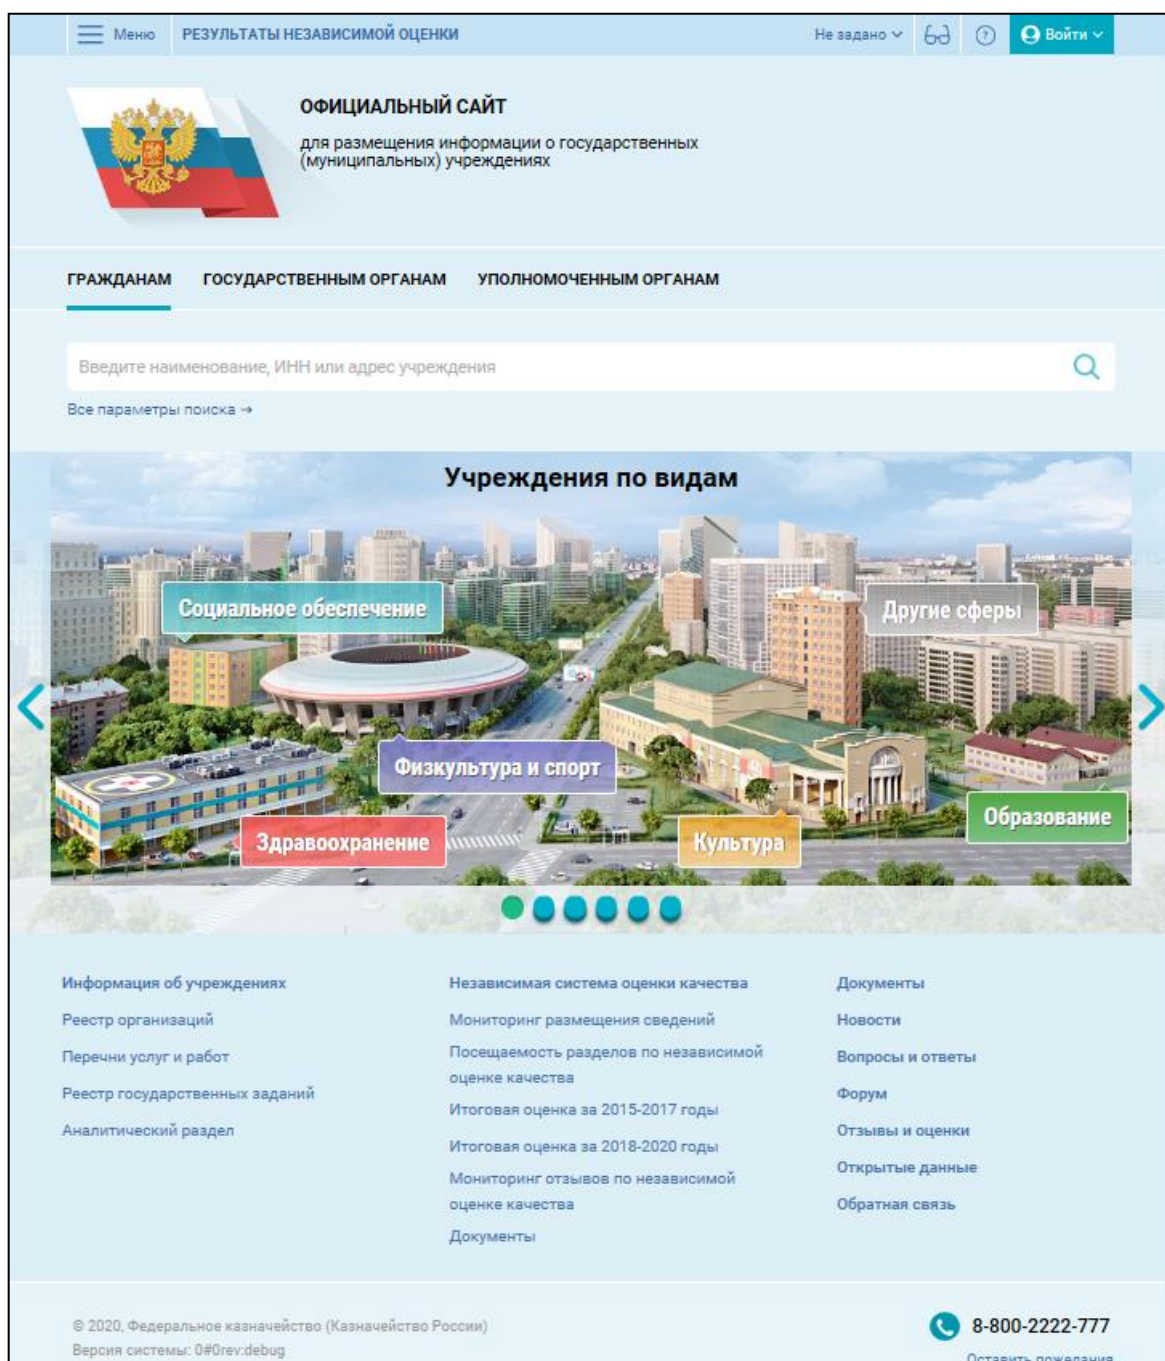 Меню
РЕЗУЛЬТАТЫ НЕЗАВИСИМОЙ ОЦЕНКИ
Не задано
Войти
ОФИЦИАЛЬНЫЙ САЙТ
для размещения информации о государственных
(муниципальных) учреждениях
ГРАЖДАНАМ
ГОСУДАРСТВЕННЫМ ОРГАНАМ
УПОЛНОМОЧЕННЫМ ОРГАНАМ
Введите наименование, ИНН или адрес учреждения
Все параметры поиска →
Учреждения по видам
Социальное обеспечение
Другие сферы
Физкультура и спорт
Образование
Здравоохранение
Культура
Информация об учреждениях
Реестр организаций
Перечни услуг и работ
Реестр государственных заданий
Аналитический раздел
Независимая система оценки качества
Мониторинг размещения сведений
Посещаемость разделов по независимой
оценке качества
Итоговая оценка за 2015-2017 годы
Итоговая оценка за 2018-2020 годы
Мониторинг отзывов по независимой
оценке качества
Документы
Документы
Новости
Вопросы и ответы
Форум
Отзывы и оценки
Открытые данные
Обратная связь
© 2020, Федеральное казначейство (Казначейство России)
Версия системы: 0#0rev:debug
8-800-2222-777
Оставить пожелания